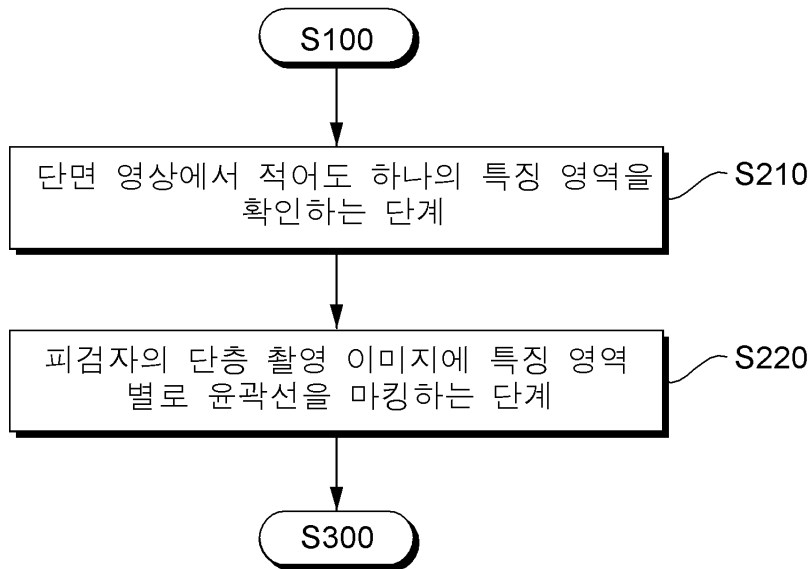 S100
단면 영상에서 적어도 하나의 특징 영역을
확인하는 단계
S210
피검자의 단층 촬영 이미지에 특징 영역
별로 윤곽선을 마킹하는 단계
S220
S300